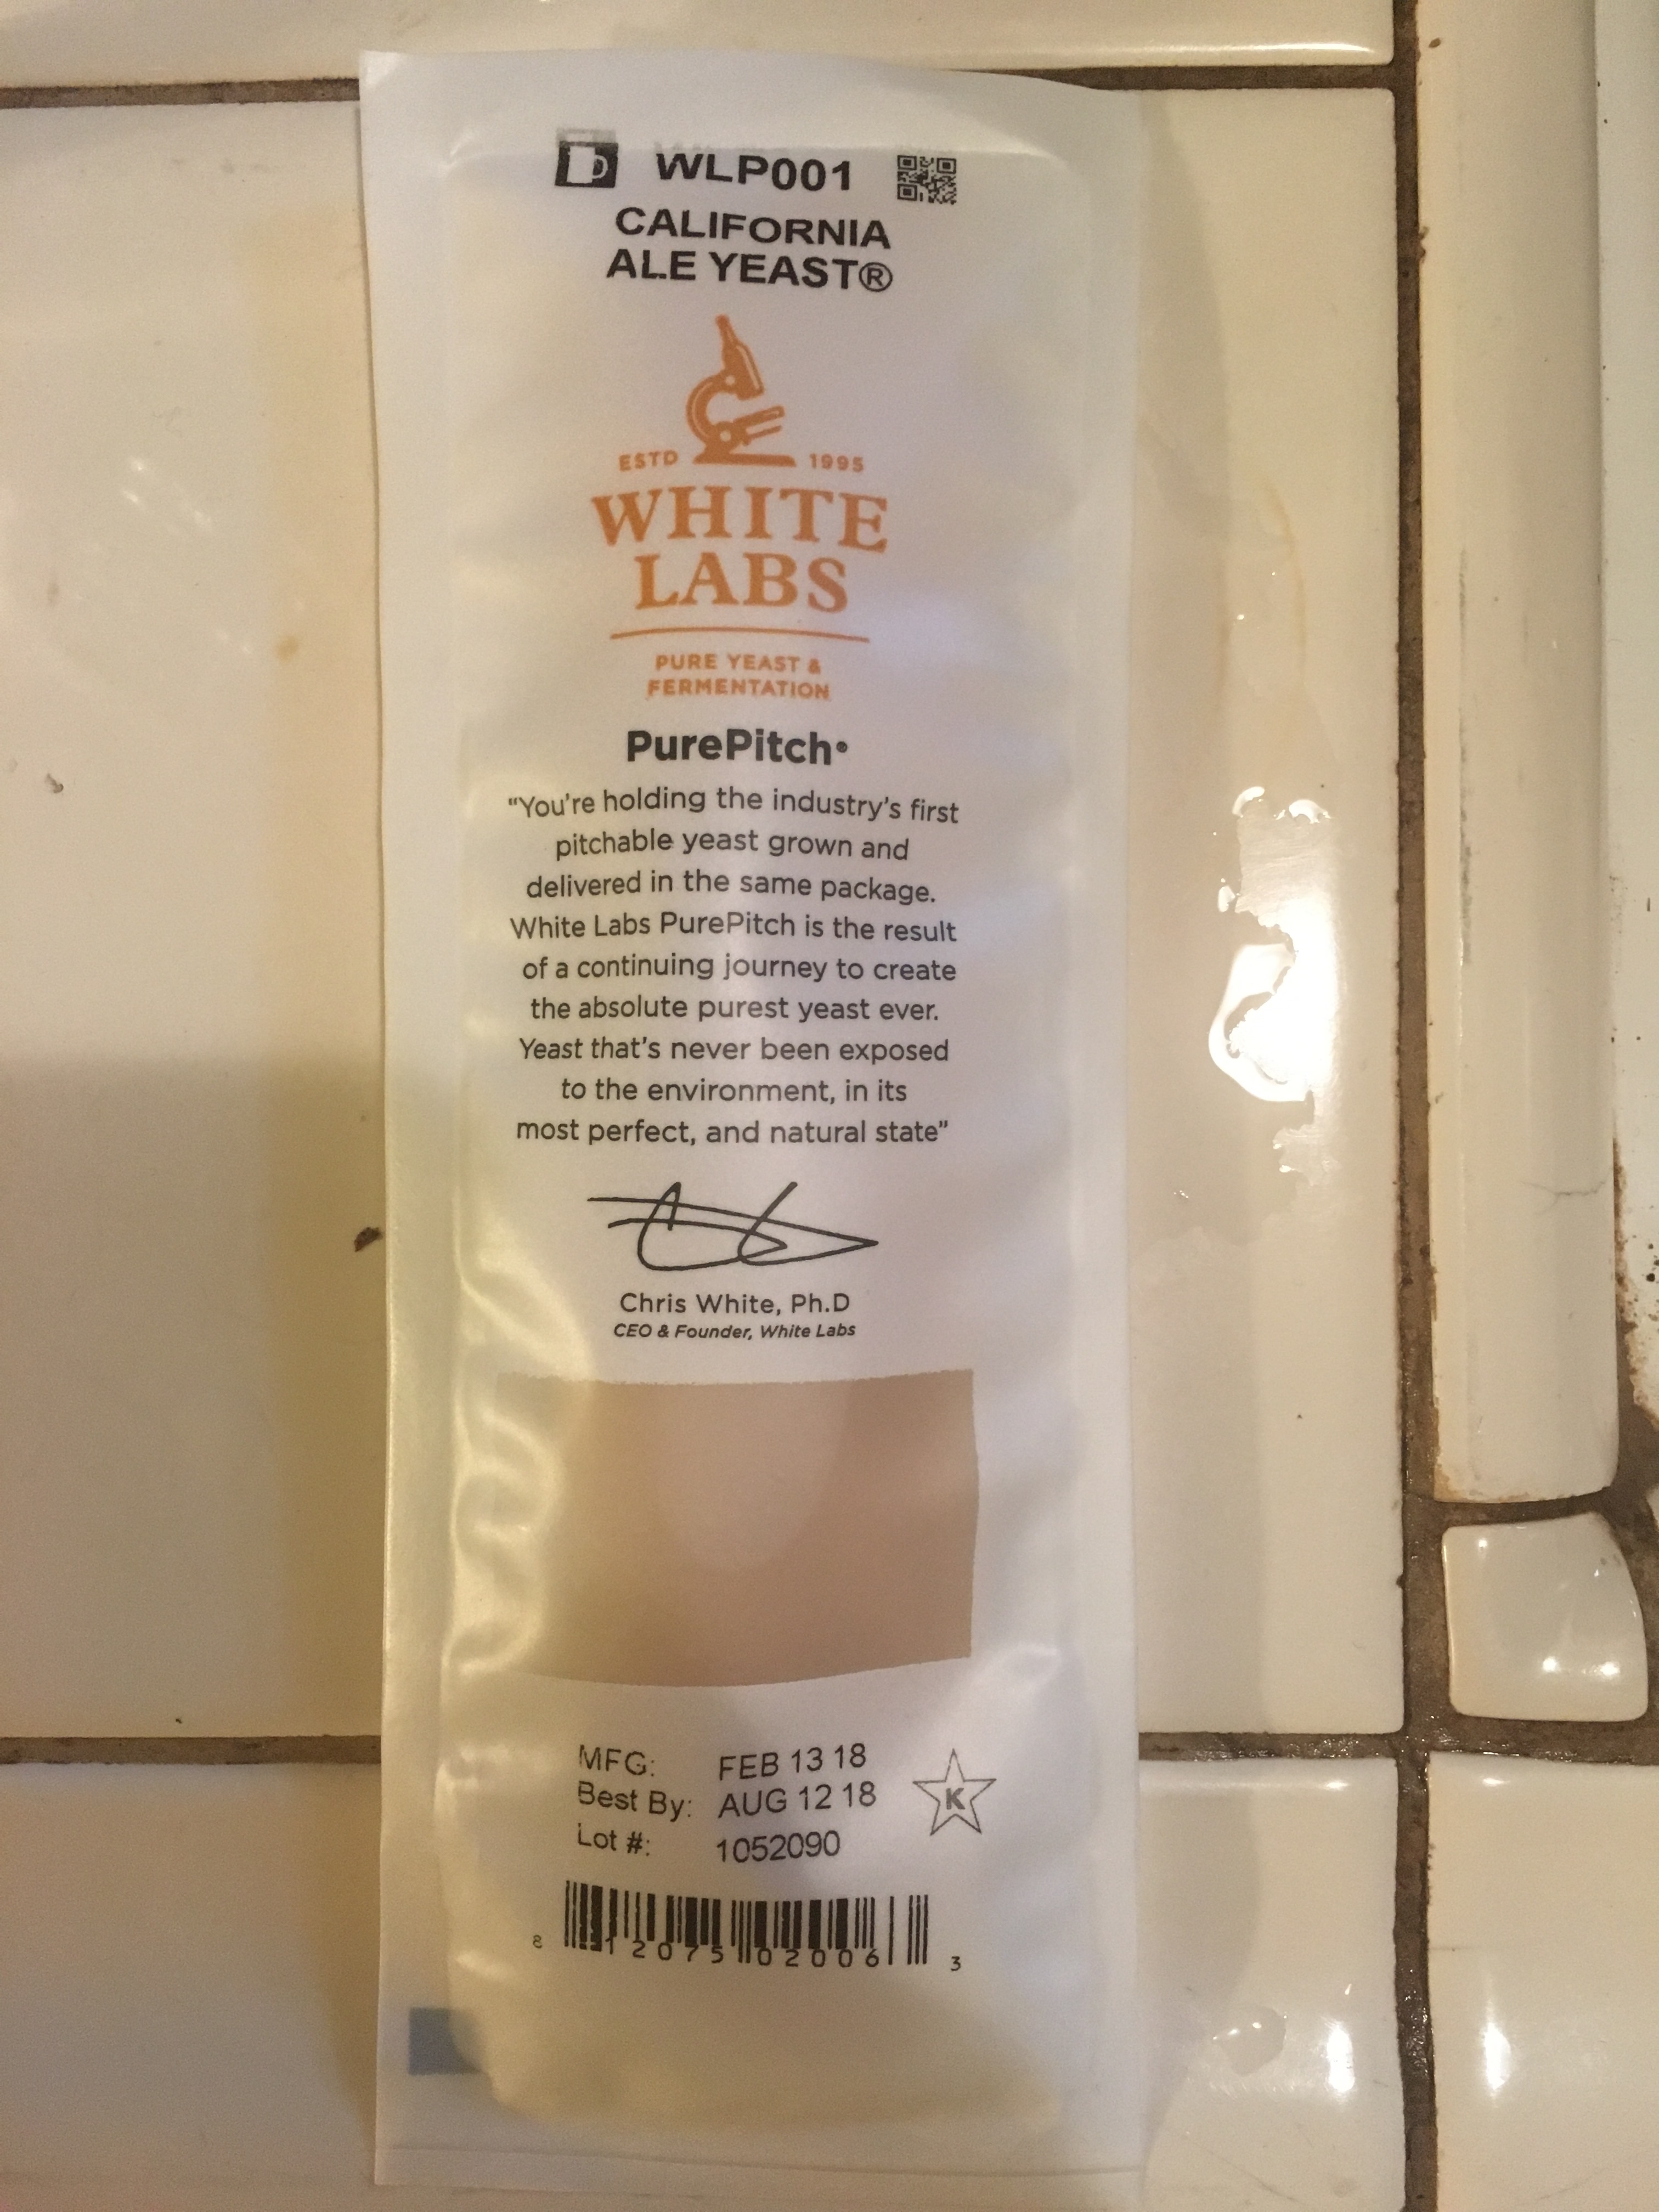 WLP001
CALIFORNIA
ALE YEAST®
ESTD 1995
WHITE
LABS
PURE YEAST &
FERMENTATION
PurePitch®
“You’re holding the industry’s first
pitchable yeast grown and
delivered in the same package.
White Labs PurePitch is the result
of a continuing journey to create
the absolute purest yeast ever.
Yeast that’s never been exposed
to the environment, in its
most perfect, and natural state”
Chris White, Ph.D
CEO & Founder, White Labs
MFG: FEB 13 18
Best By: AUG 12 18
K
Lot #: 1052090
8 12075 02006 3